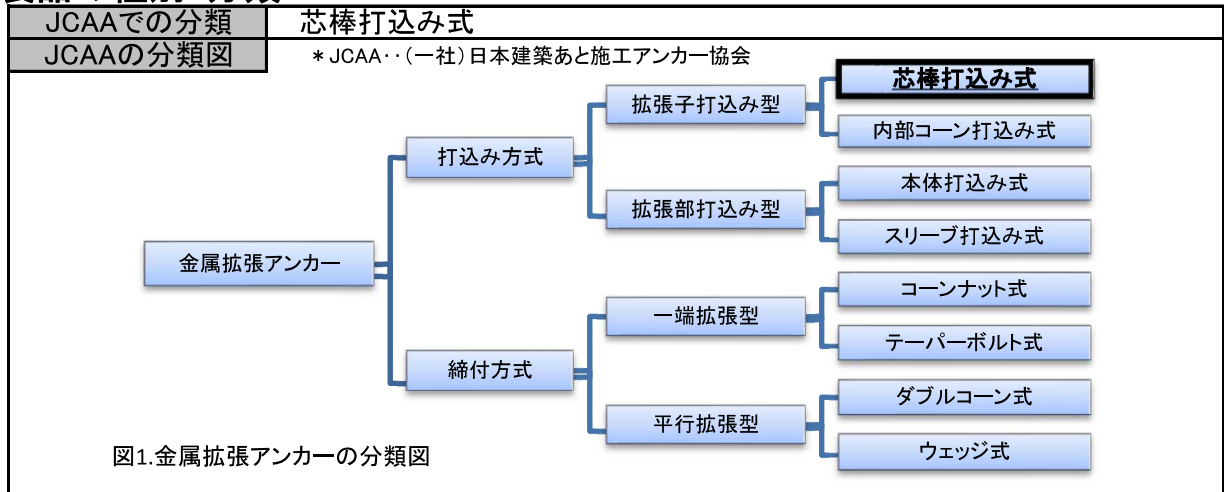 JCAAでの分類 芯棒打込み式
JCAAの分類図 ＊JCAA‥（一社）日本建築あと施工アンカー協会
芯棒打込み式
拡張子打込み型
内部コーン打込み式
打込み方式
本体打込み式
拡張部打込み型
スリーブ打込み式
金属拡張アンカー
コーンナット式
一端拡張型
テーパーボルト式
締付方式
ダブルコーン式
平行拡張型
ウェッジ式
図1.金属拡張アンカーの分類図